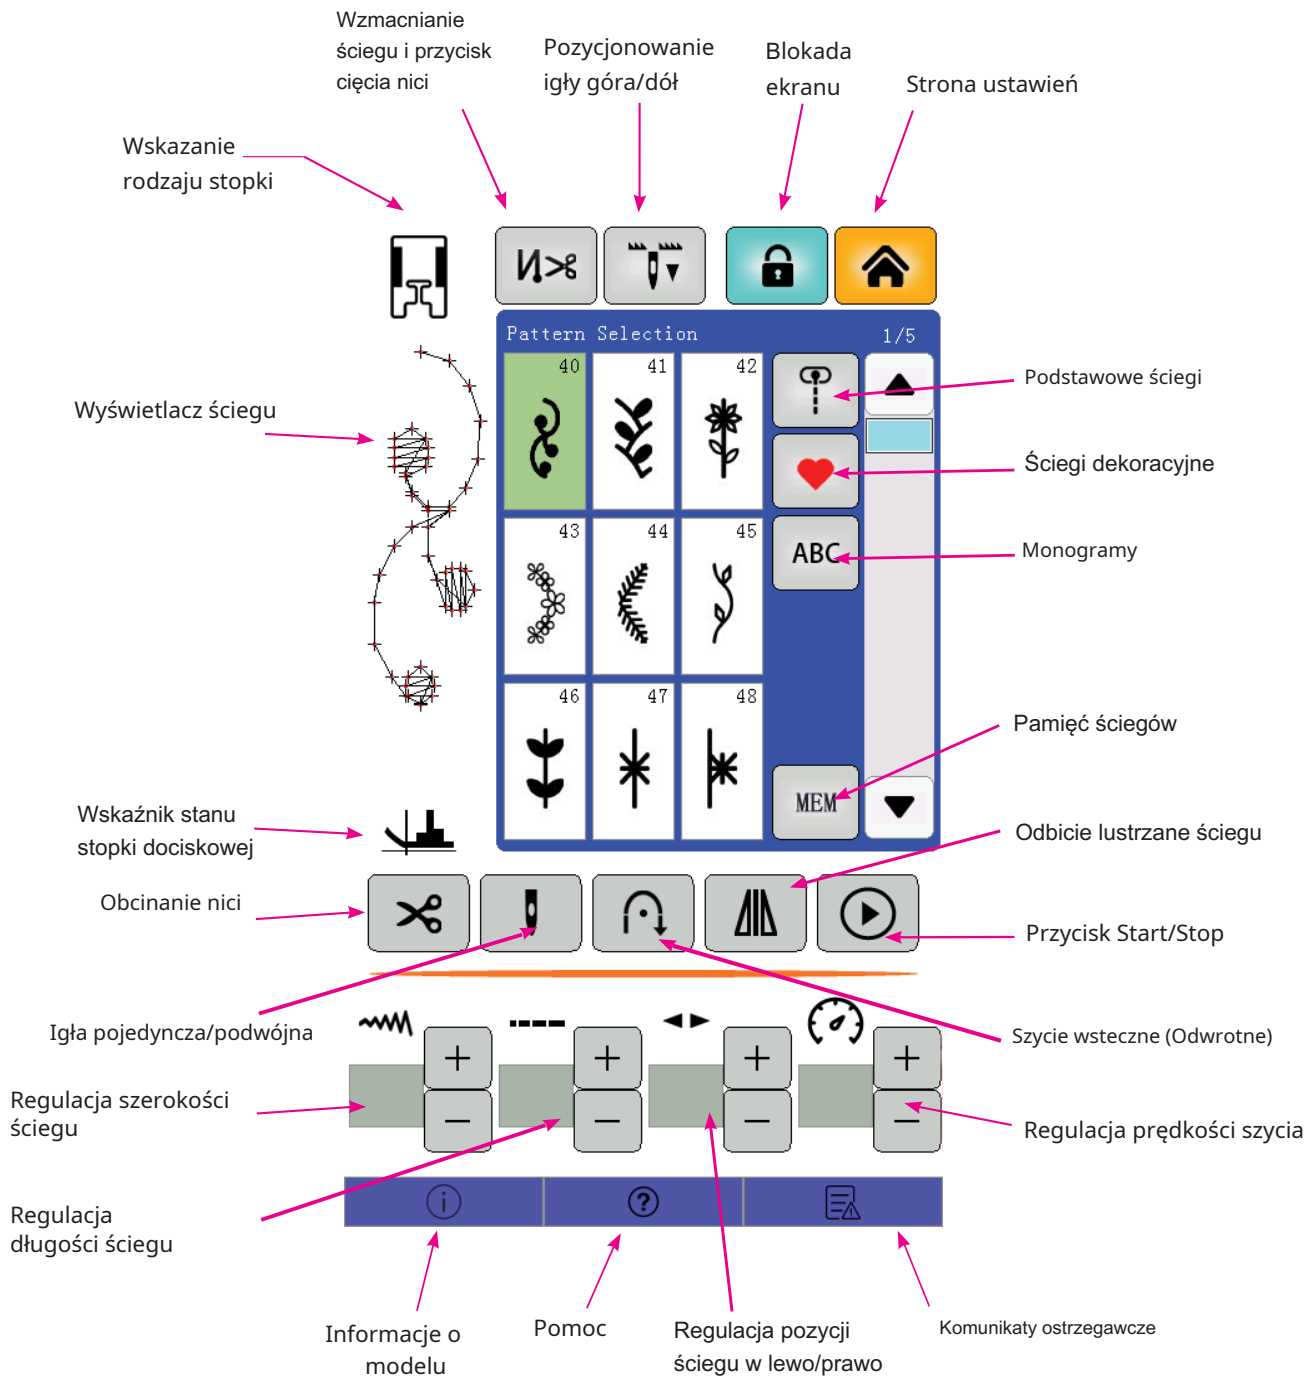 Wzmacnianie
ściegu i przycisk
cięcia nici
Pozycjonowanie
igły góra/dół
Blokada
ekranu
Strona ustawień
Wskazanie
rodzaju stopki
Pattern Selection
1/5
40
41
42
Podstawowe ściegi
Wyświetlacz ściegu
Ściegi dekoracyjne
43
44
45
ABC
Monogramy
46
47
48
Pamięć ściegów
MEM
Wskaźnik stanu
stopki dociskowej
Odbicie lustrzane ściegu
Obcinanie nici
Przycisk Start/Stop
Igła pojedyncza/podwójna
Szycie wsteczne (Odwrotne)
Regulacja szerokości
ściegu
Regulacja prędkości szycia
Regulacja
długości ściegu
Informacje o
modelu
Pomoc
Regulacja pozycji
ściegu w lewo/prawo
Komunikaty ostrzegawcze